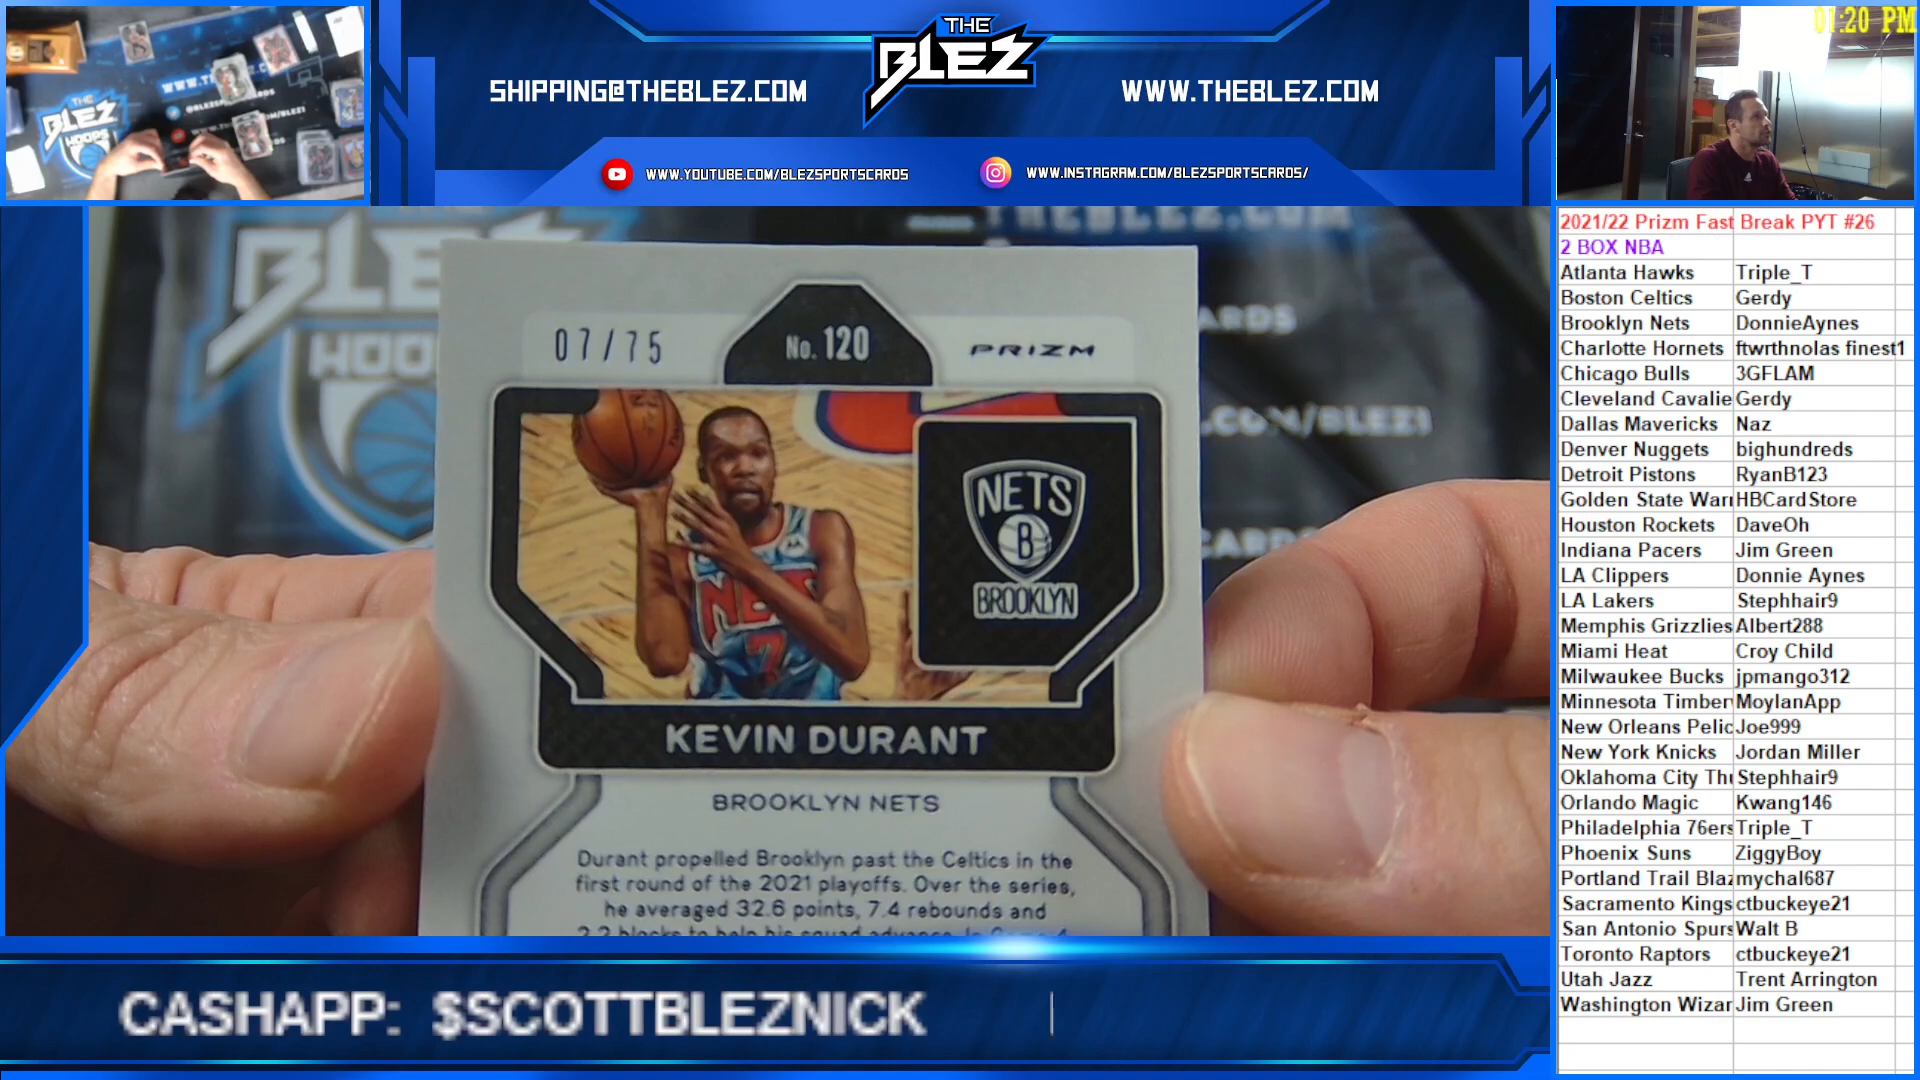 THE
BLEZ
SHIPPING@THEBLEZ.COM
WWW.THEBLEZ.COM
WWW.YOUTUBE.COM/BLEZSPORTSCARDS
WWW.INSTAGRAM.COM/BLEZSPORTSCARDS/
THE
BLEZ
HOOPS
01:20 PM
HOOPS
ARDS
.COM/BLEZ1
CARDS
07/75
No. 120
PRIZM
NETS
B
BROOKLYN
7
KEVIN DURANT
BROOKLYN NETS
Durant propelled Brooklyn past the Celtics in the
first round of the 2021 playoffs. Over the series,
he averaged 32.6 points, 7.4 rebounds and
CASHAPP: $SCOTTBLEZNICK
2021/22 Prizm Fast Break PYT #26
2 BOX NBA
Atlanta Hawks Triple_T
Boston Celtics Gerdy
Brooklyn Nets DonnieAynes
Charlotte Hornets ftwrthnolas finest1
Chicago Bulls 3GFLAM
Cleveland Cavalie Gerdy
Dallas Mavericks Naz
Denver Nuggets bighundreds
Detroit Pistons RyanB123
Golden State Warr HBCardStore
Houston Rockets DaveOh
Indiana Pacers Jim Green
LA Clippers Donnie Aynes
LA Lakers Stephhair9
Memphis Grizzlies Albert288
Miami Heat Croy Child
Milwaukee Bucks jpmango312
Minnesota Timber MoylanApp
New Orleans Pelic Joe999
New York Knicks Jordan Miller
Oklahoma City Thu Stephhair9
Orlando Magic Kwang146
Philadelphia 76ers Triple_T
Phoenix Suns ZiggyBoy
Portland Trail Blaz mychal687
Sacramento Kings ctbuckeye21
San Antonio Spurs Walt B
Toronto Raptors ctbuckeye21
Utah Jazz Trent Arrington
Washington Wizar Jim Green